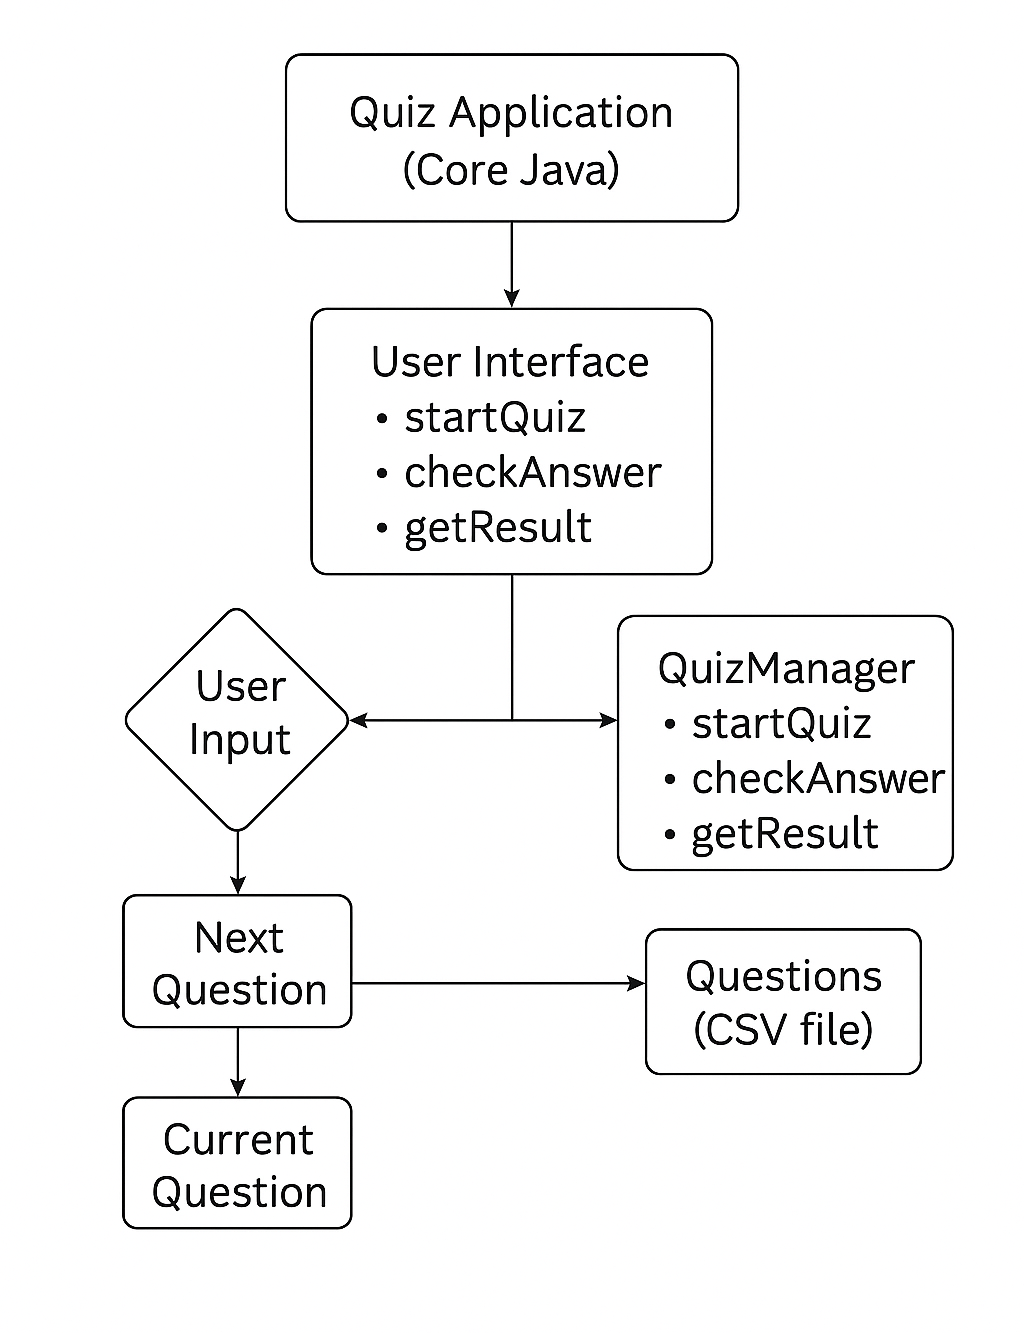 Quiz Application
(Core Java)
User Interface
• startQuiz
• checkAnswer
• getResult
User
Input
QuizManager
• startQuiz
• checkAnswer
• getResult
Next
Question
Questions
(CSV file)
Current
Question